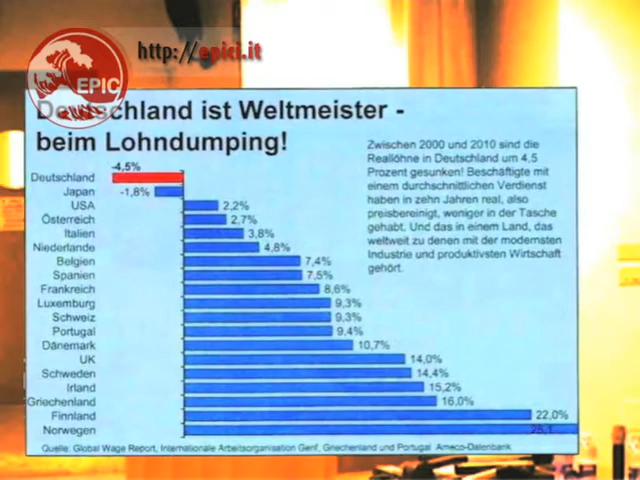 EPIC
http://epici.it
Deutschland ist Weltmeister -
beim Lohndumping!
Zwischen 2000 und 2010 sind die
Reallöhne in Deutschland um 4,5
Prozent gesunken! Beschäftigte mit
einem durchschnittlichen Verdienst
haben in zehn Jahren real, also
preisbereinigt, weniger in der Tasche
gehabt. Und das in einem Land, das
weltweit zu denen mit der modernsten
Industrie und produktivsten Wirtschaft
gehört.
-4,5%
Deutschland
Japan -1,8%
USA 2,2%
Österreich 2,7%
Italien 3,8%
Niederlande 4,8%
Belgien 7,4%
Spanien 7,5%
Frankreich 8,6%
Luxemburg 9,3%
Schweiz 9,3%
Portugal 9,4%
Dänemark 10,7%
UK 14,0%
Schweden 14,4%
Irland 15,2%
Griechenland 16,0%
Finnland 22,0%
Norwegen 25,1
Quelle: Global Wage Report, Internationale Arbeitsorganisation Genf, Griechenland und Portugal Ameco-Datenbank